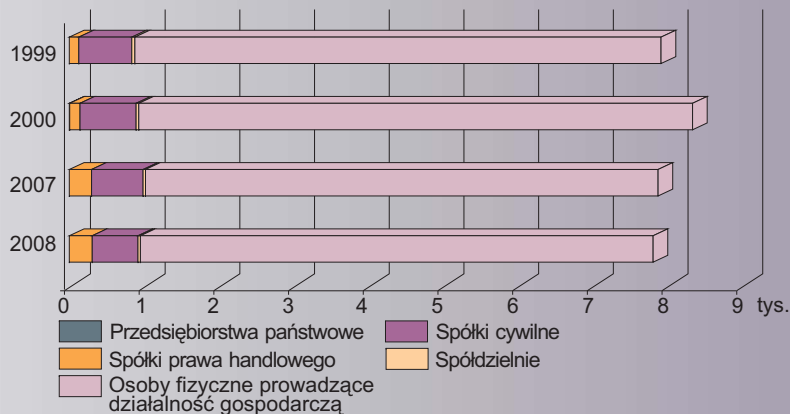 1999
2000
2007
2008
0 1 2 3 4 5 6 7 8 9 tys.
Przedsiębiorstwa państwowe
Spółki cywilne
Spółki prawa handlowego
Spółdzielnie
Osoby fizyczne prowadzące
działalność gospodarczą